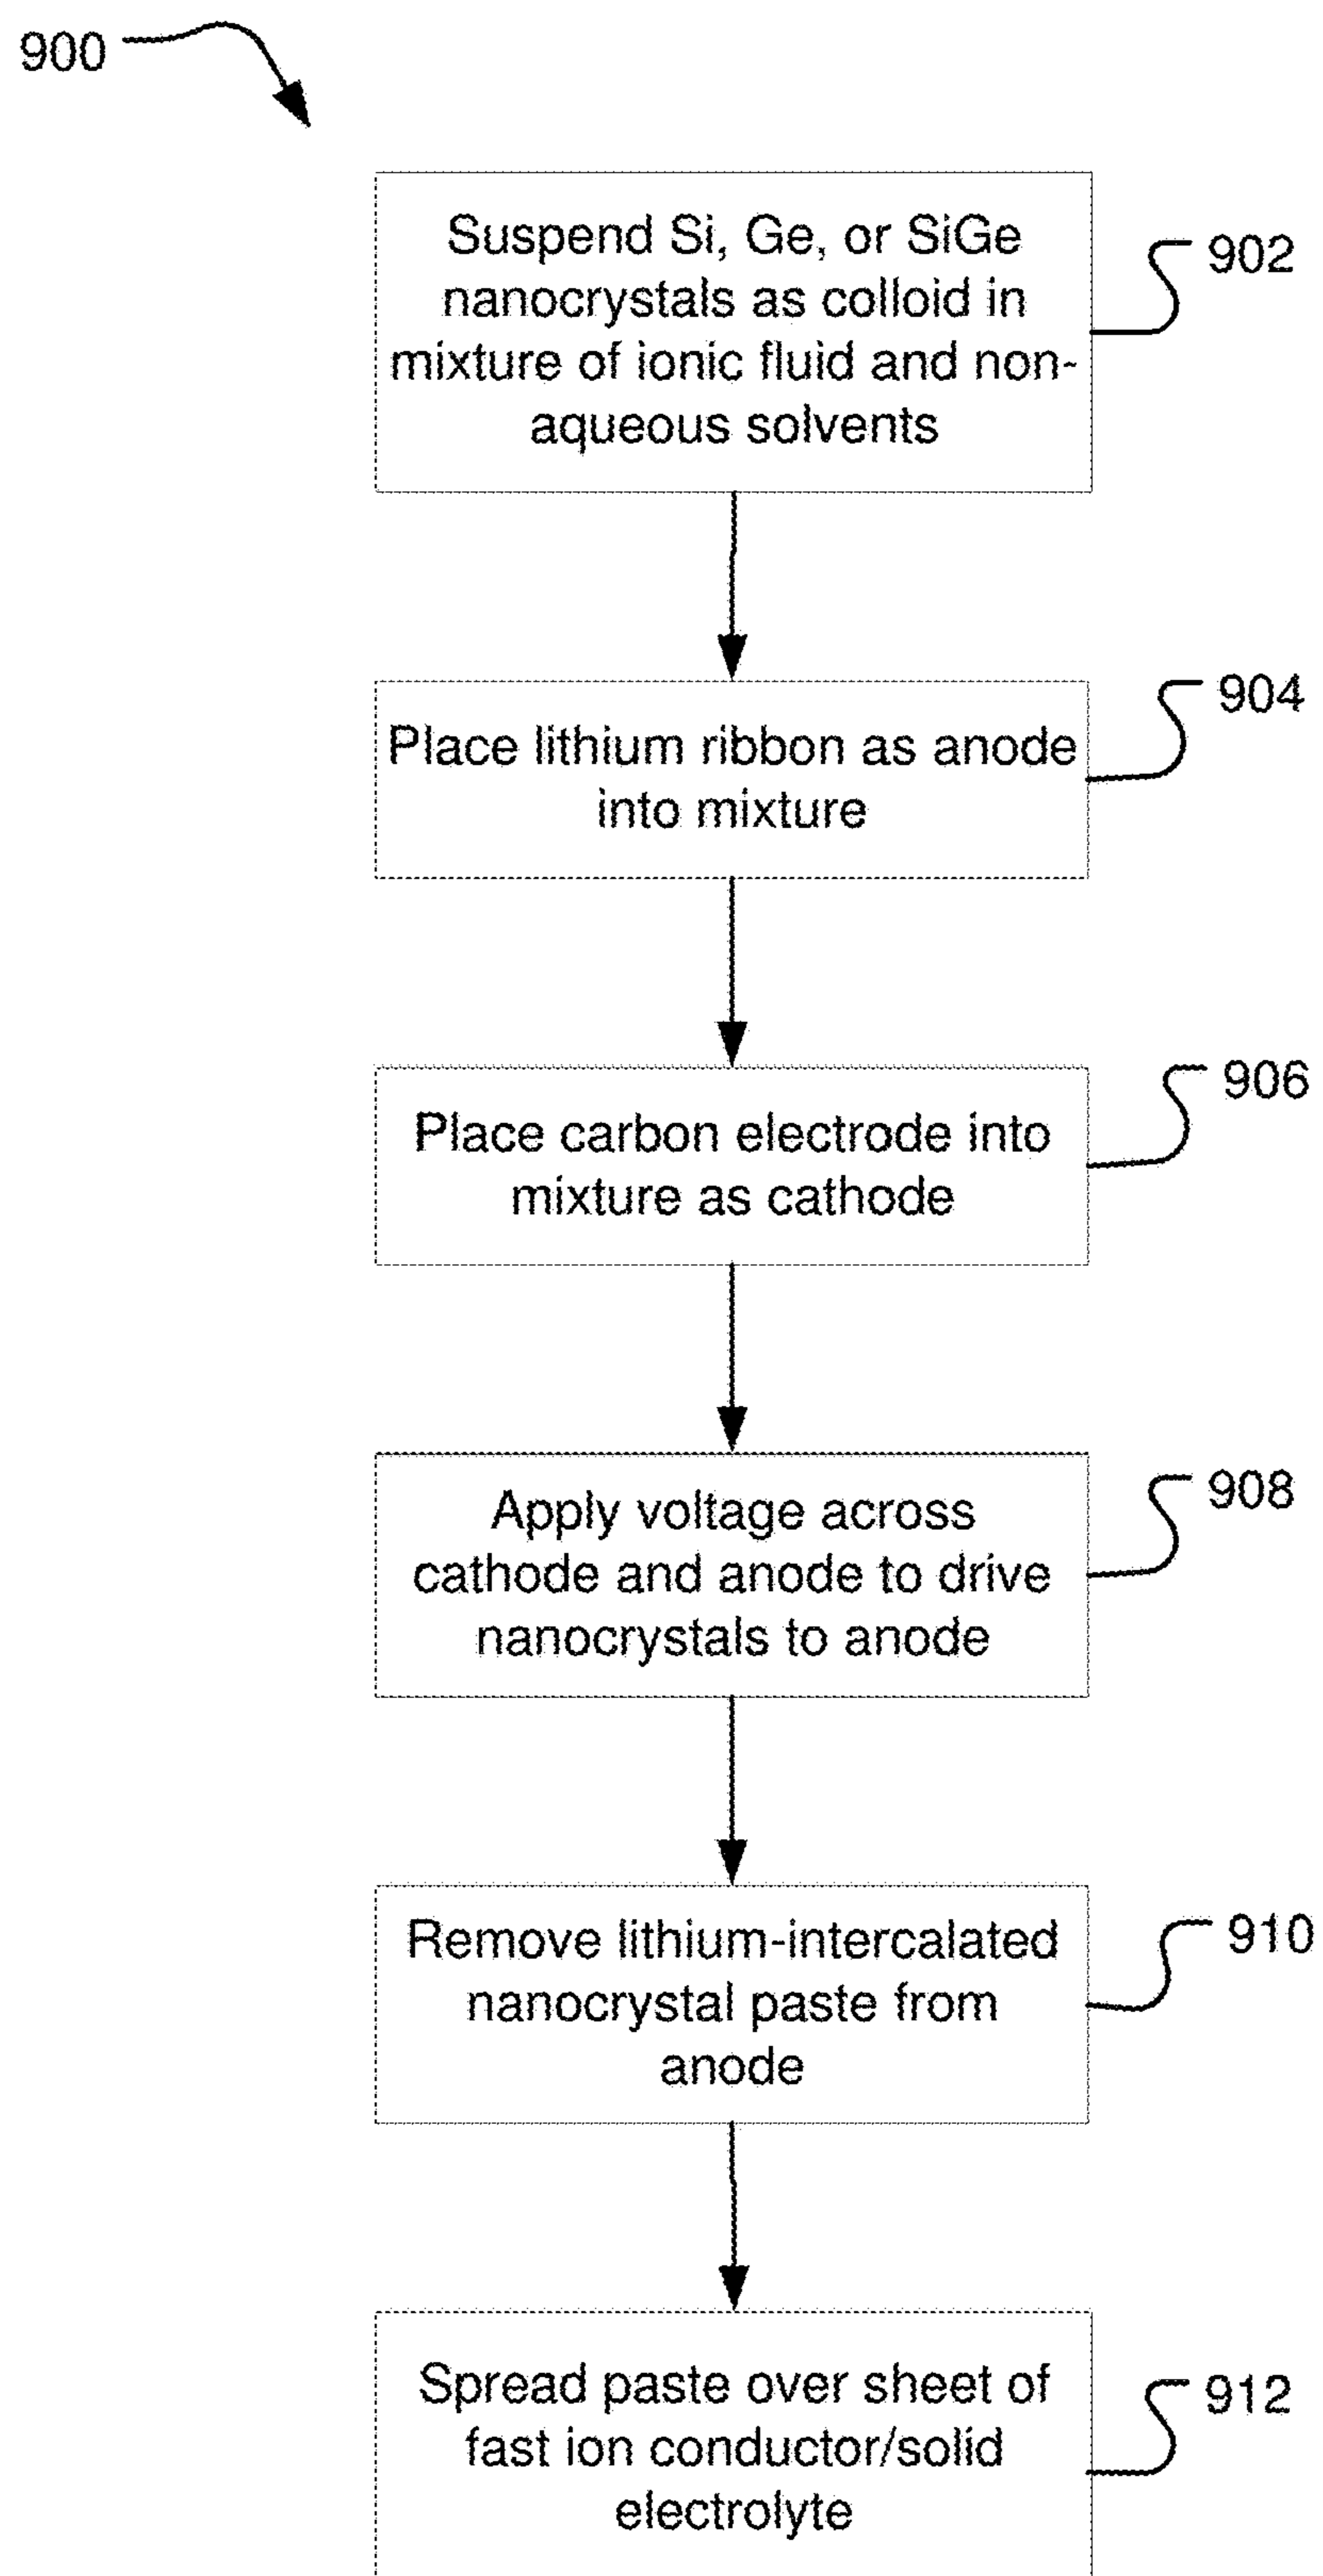 900
Suspend Si, Ge, or SiGe
nanocrystals as colloid in
mixture of ionic fluid and non-
aqueous solvents
902
Place lithium ribbon as anode
into mixture
904
Place carbon electrode into
mixture as cathode
906
Apply voltage across
cathode and anode to drive
nanocrystals to anode
908
Remove lithium-intercalated
nanocrystal paste from
anode
910
Spread paste over sheet of
fast ion conductor/solid
electrolyte
912